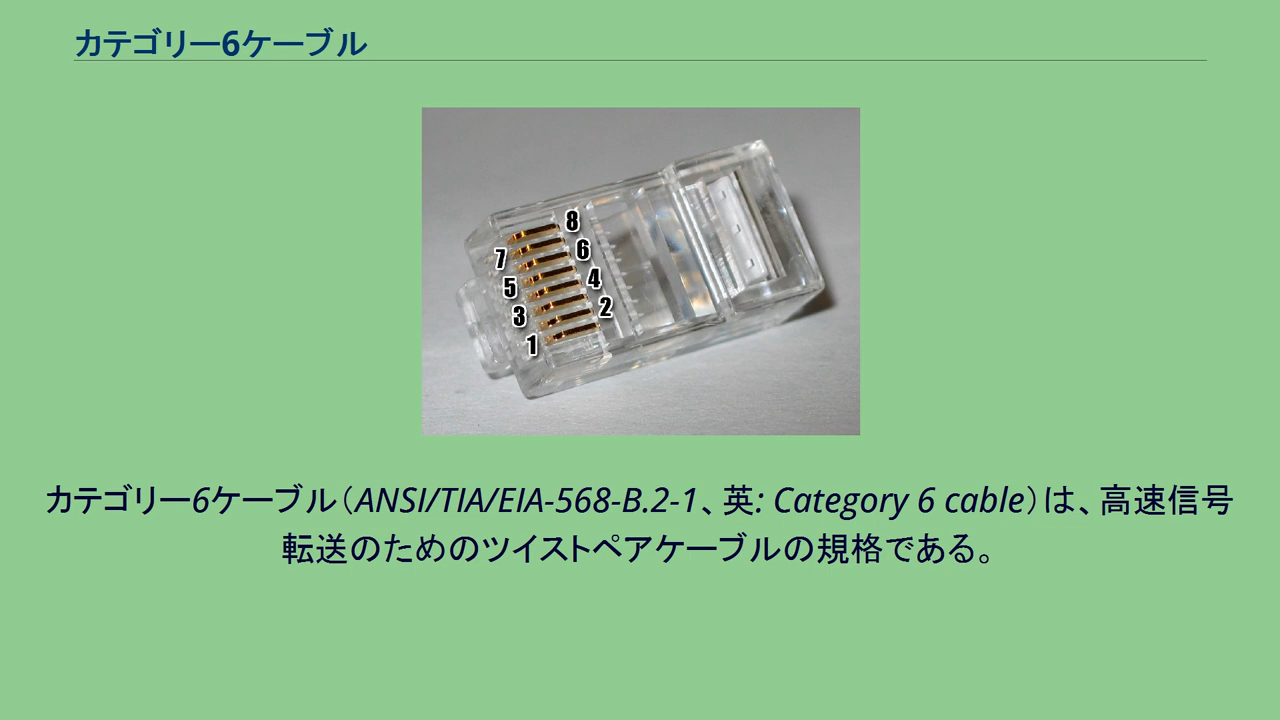 カテゴリー6ケーブル
8
7
6
5
4
3
2
1
カテゴリー6ケーブル（ANSI/TIA/EIA-568-B.2-1、英: Category 6 cable）は、高速信号
転送のためのツイストペアケーブルの規格である。